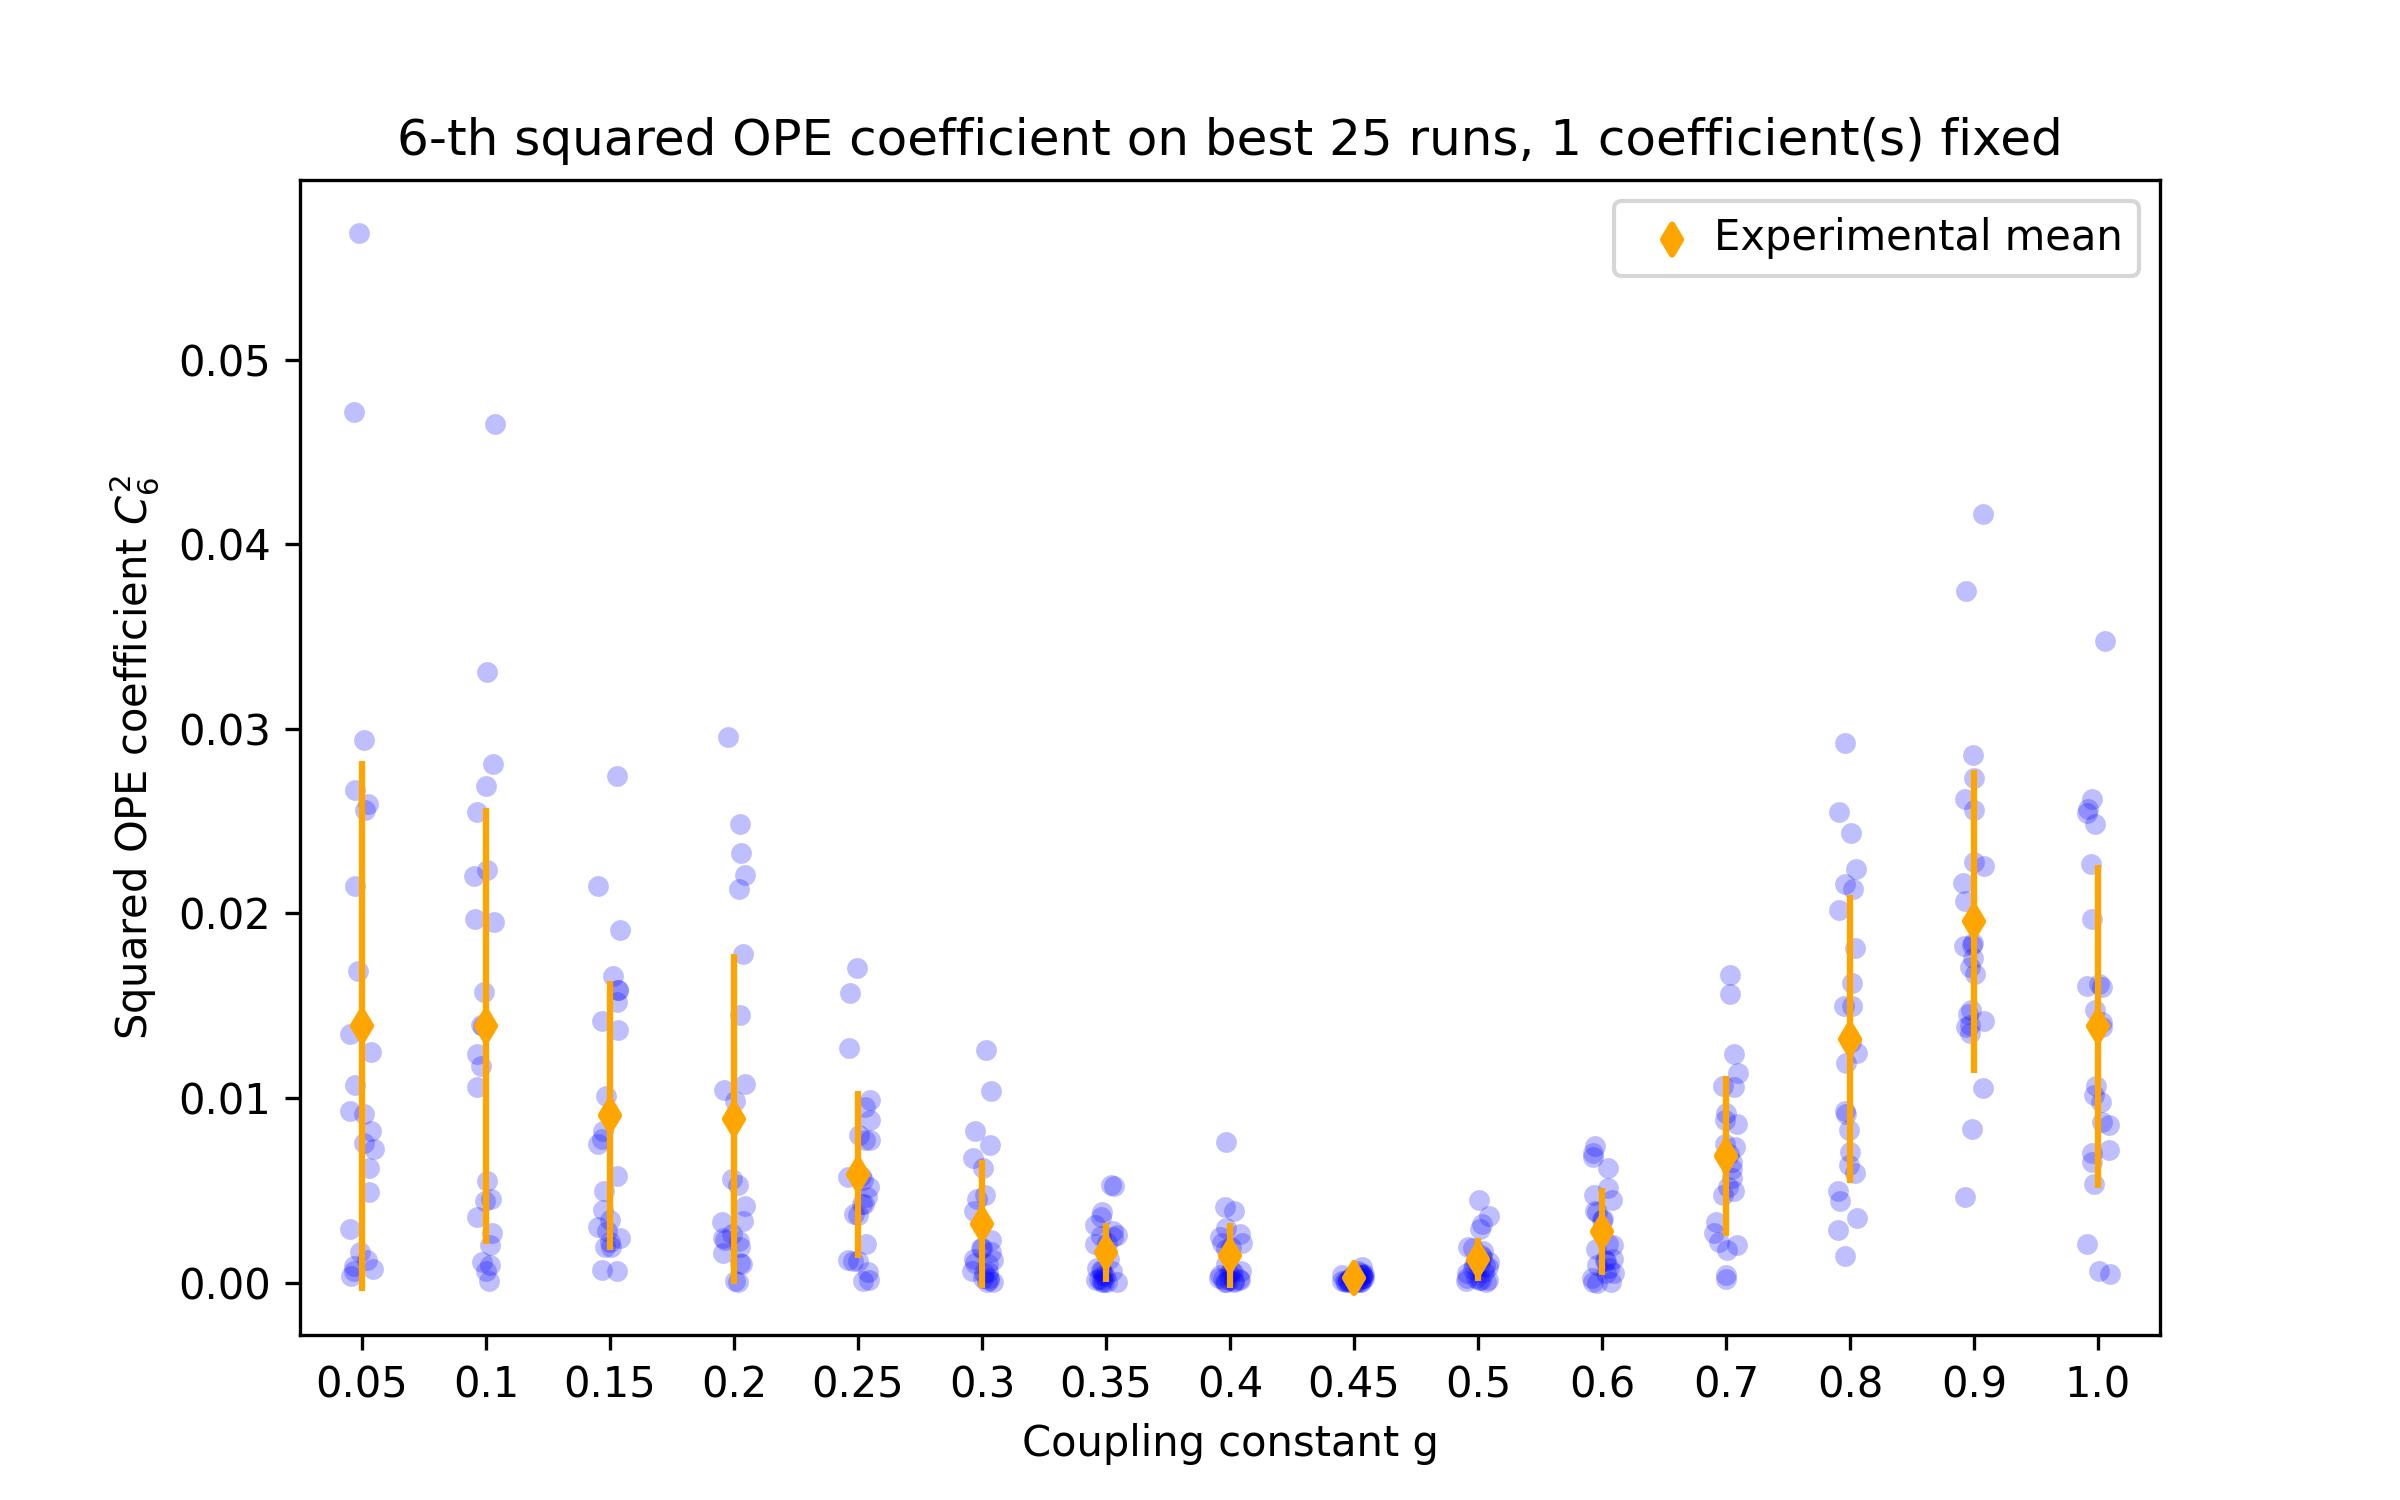 6-th squared OPE coefficient on best 25 runs, 1 coefficient(s) fixed
Experimental mean
Squared OPE coefficient $C_6^2$
0.05
0.04
0.03
0.02
0.01
0.00
0.05 0.1 0.15 0.2 0.25 0.3 0.35 0.4 0.45 0.5 0.6 0.7 0.8 0.9 1.0
Coupling constant g